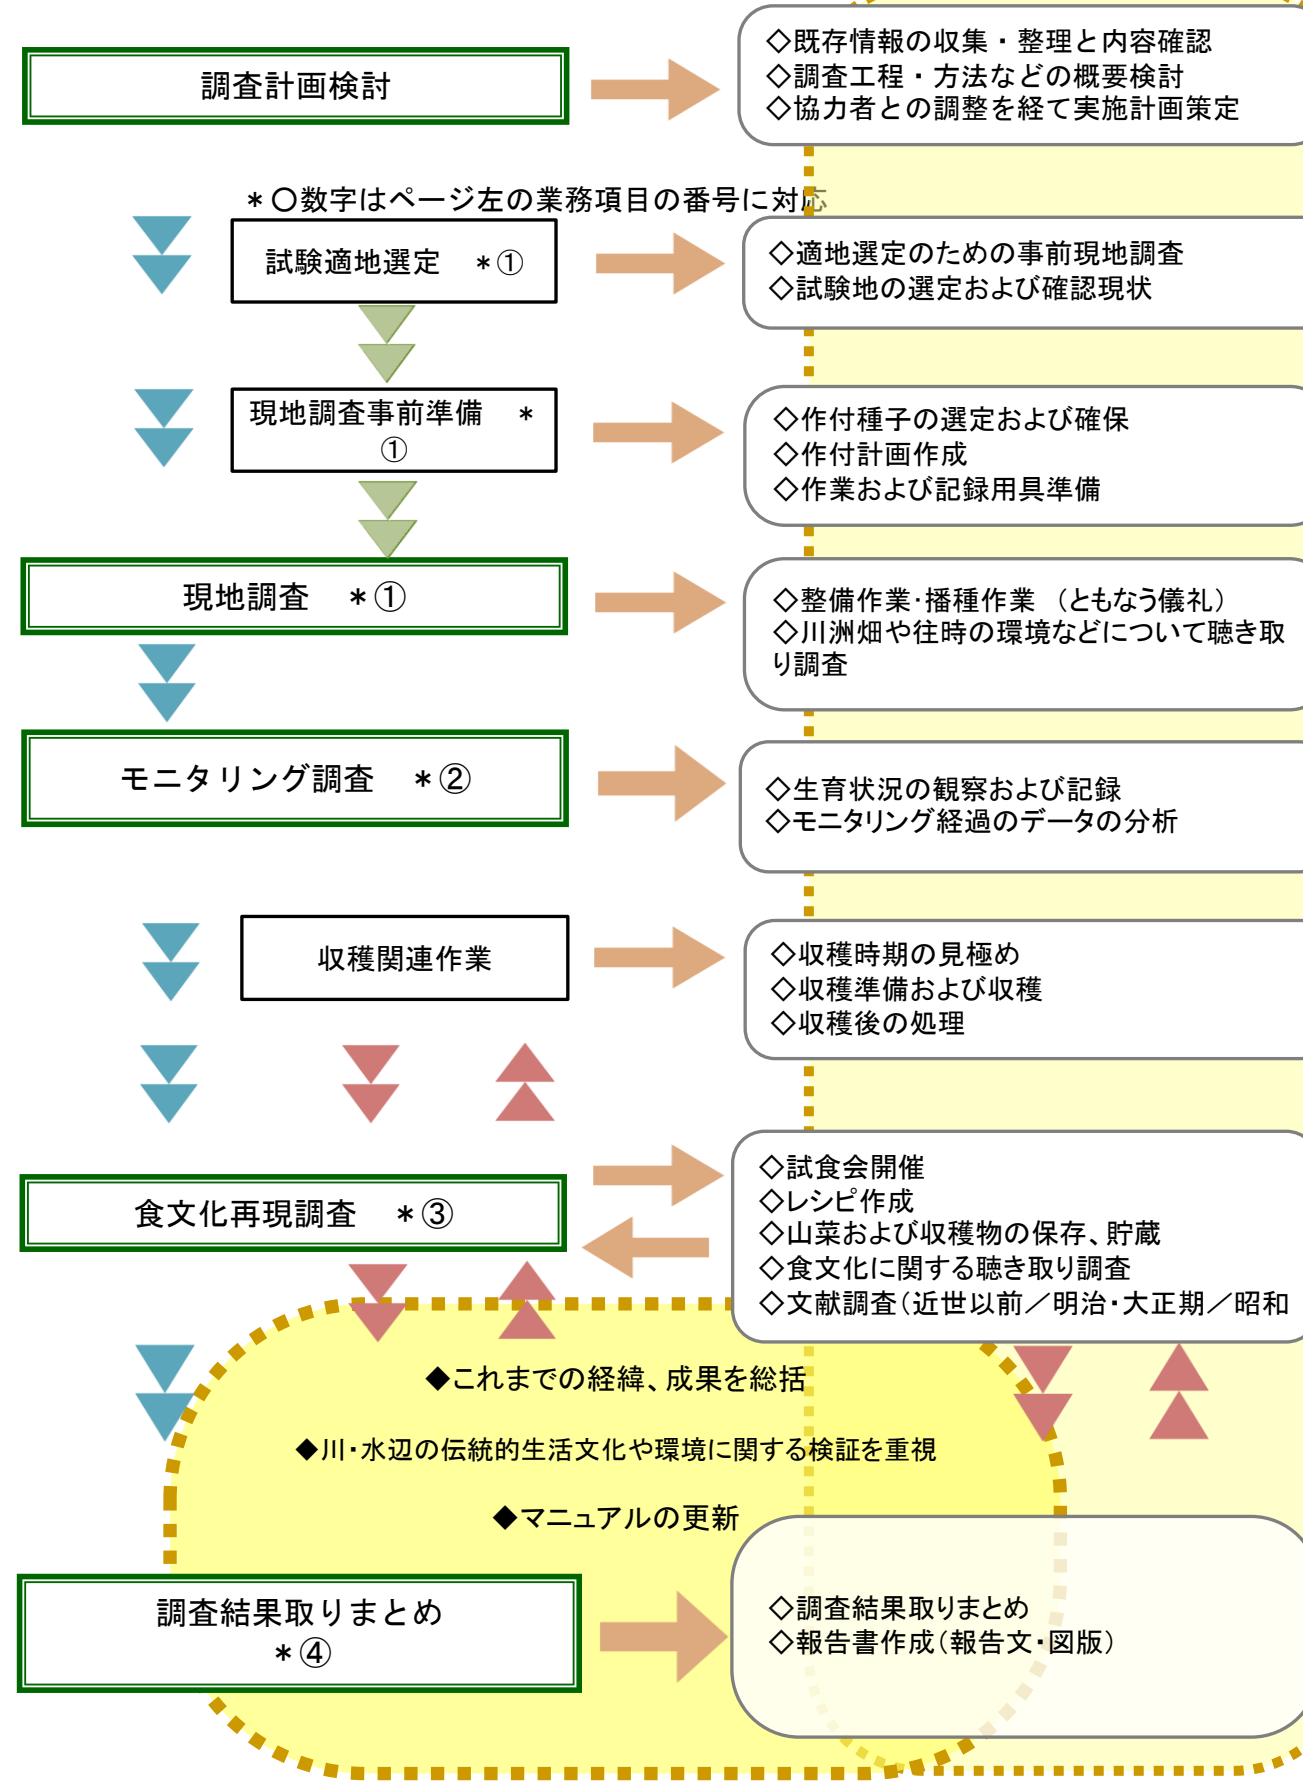 調査計画検討
◇既存情報の収集・整理と内容確認
◇調査工程・方法などの概要検討
◇協力者との調整を経て実施計画策定
＊〇数字はページ左の業務項目の番号に対応
試験適地選定　＊①
◇適地選定のための事前現地調査
◇試験地の選定および確認現状
現地調査事前準備　＊
①
◇作付種子の選定および確保
◇作付計画作成
◇作業および記録用具準備
現地調査　＊①
◇整備作業・播種作業　（ともなう儀礼）
◇川洲畑や往時の環境などについて聴き取
り調査
モニタリング調査　＊②
◇生育状況の観察および記録
◇モニタリング経過のデータの分析
収穫関連作業
◇収穫時期の見極め
◇収穫準備および収穫
◇収穫後の処理
食文化再現調査　＊③
◇試食会開催
◇レシピ作成
◇山菜および収穫物の保存、貯蔵
◇食文化に関する聴き取り調査
◇文献調査（近世以前／明治・大正期／昭和
◆これまでの経緯、成果を総括
◆川・水辺の伝統的生活文化や環境に関する検証を重視
◆マニュアルの更新
調査結果取りまとめ
＊④
◇調査結果取りまとめ
◇報告書作成（報告文・図版）